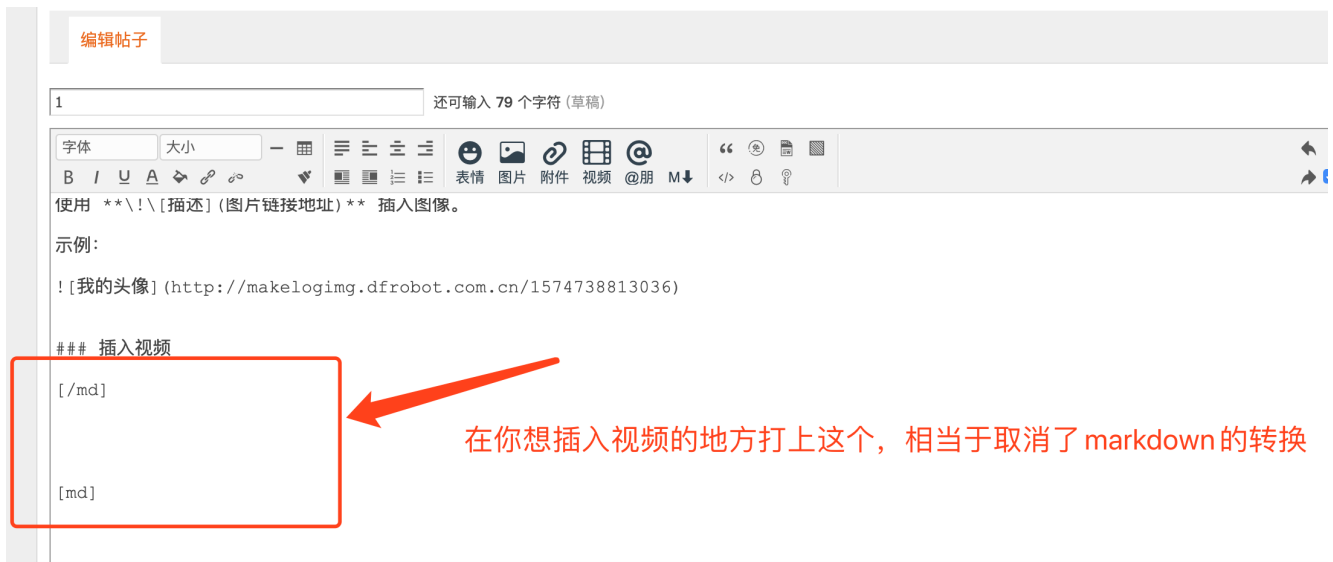 编辑帖子
1
还可输入 79 个字符 (草稿)
字体 大小
B I U A 表情 图片 附件 视频 @朋 M </>
使用 **\!\[描述](图片链接地址)** 插入图像。
示例：
![我的头像](http://makelogimg.dfrobot.com.cn/1574738813036)
### 插入视频
[/md]
在你想插入视频的地方打上这个，相当于取消了markdown的转换
[md]